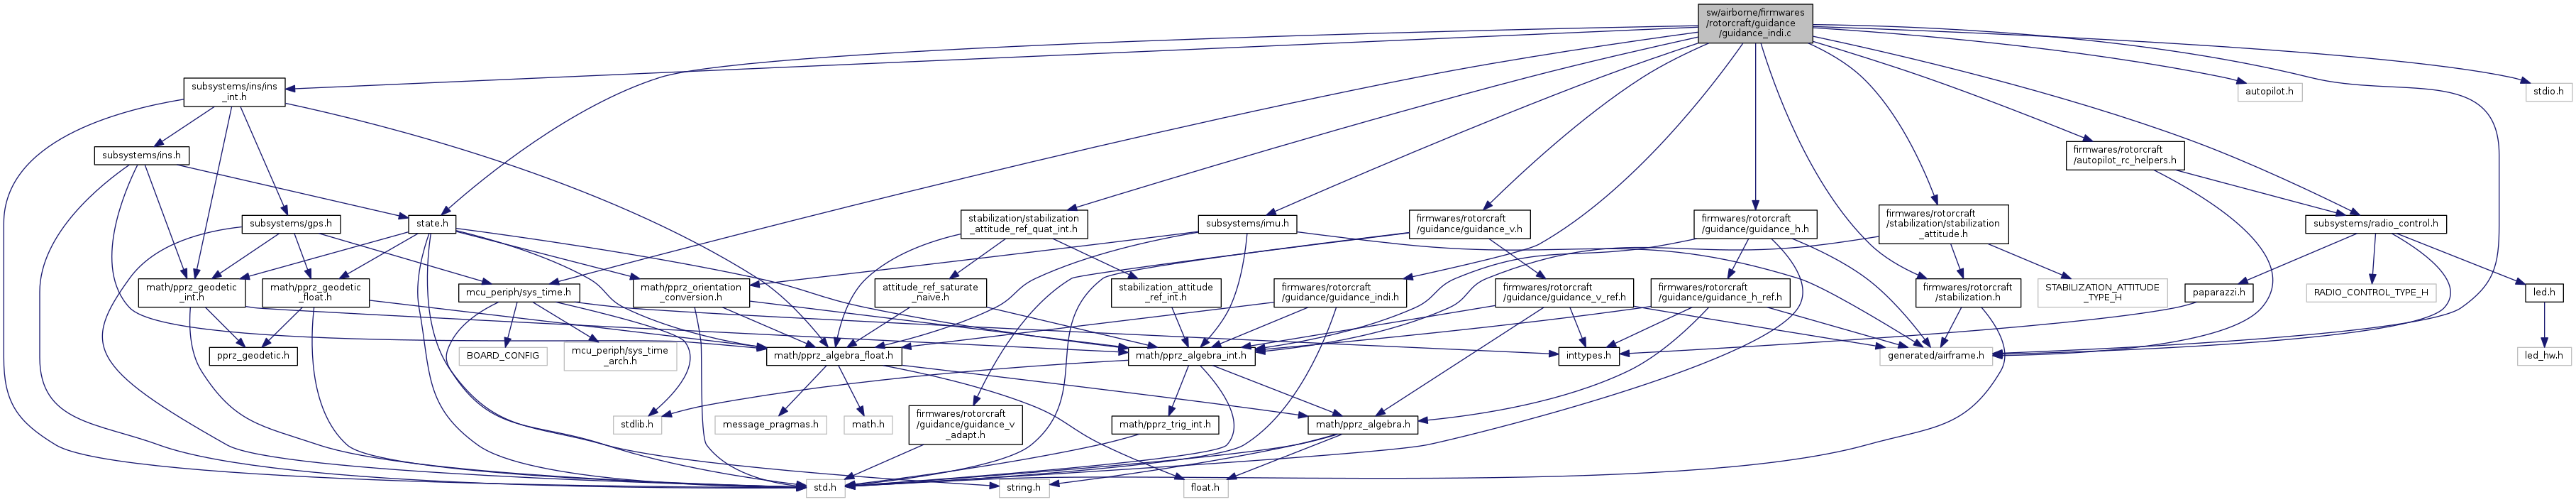 sw/airborne/firmwares
/rotorcraft/guidance
/guidance_indi.c
subsystems/ins/ins
_int.h
autopilot.h
stdio.h
subsystems/ins.h
firmwares/rotorcraft
/autopilot_rc_helpers.h
subsystems/gps.h
state.h
stabilization/stabilization
_attitude_ref_quat_int.h
subsystems/imu.h
firmwares/rotorcraft
/guidance/guidance_v.h
firmwares/rotorcraft
/guidance/guidance_h.h
firmwares/rotorcraft
/stabilization/stabilization
_attitude.h
subsystems/radio_control.h
math/pprz_geodetic
_int.h
math/pprz_geodetic
_float.h
mcu_periph/sys_time.h
math/pprz_orientation
_conversion.h
attitude_ref_saturate
_naive.h
stabilization_attitude
_ref_int.h
firmwares/rotorcraft
/guidance/guidance_indi.h
firmwares/rotorcraft
/guidance/guidance_v_ref.h
firmwares/rotorcraft
/guidance/guidance_h_ref.h
firmwares/rotorcraft
/stabilization.h
STABILIZATION_ATTITUDE
_TYPE_H
paparazzi.h
RADIO_CONTROL_TYPE_H
led.h
pprz_geodetic.h
BOARD_CONFIG
mcu_periph/sys_time
_arch.h
math/pprz_algebra_float.h
math/pprz_algebra_int.h
inttypes.h
generated/airframe.h
led_hw.h
stdlib.h
message_pragmas.h
math.h
firmwares/rotorcraft
/guidance/guidance_v
_adapt.h
math/pprz_trig_int.h
math/pprz_algebra.h
std.h
string.h
float.h